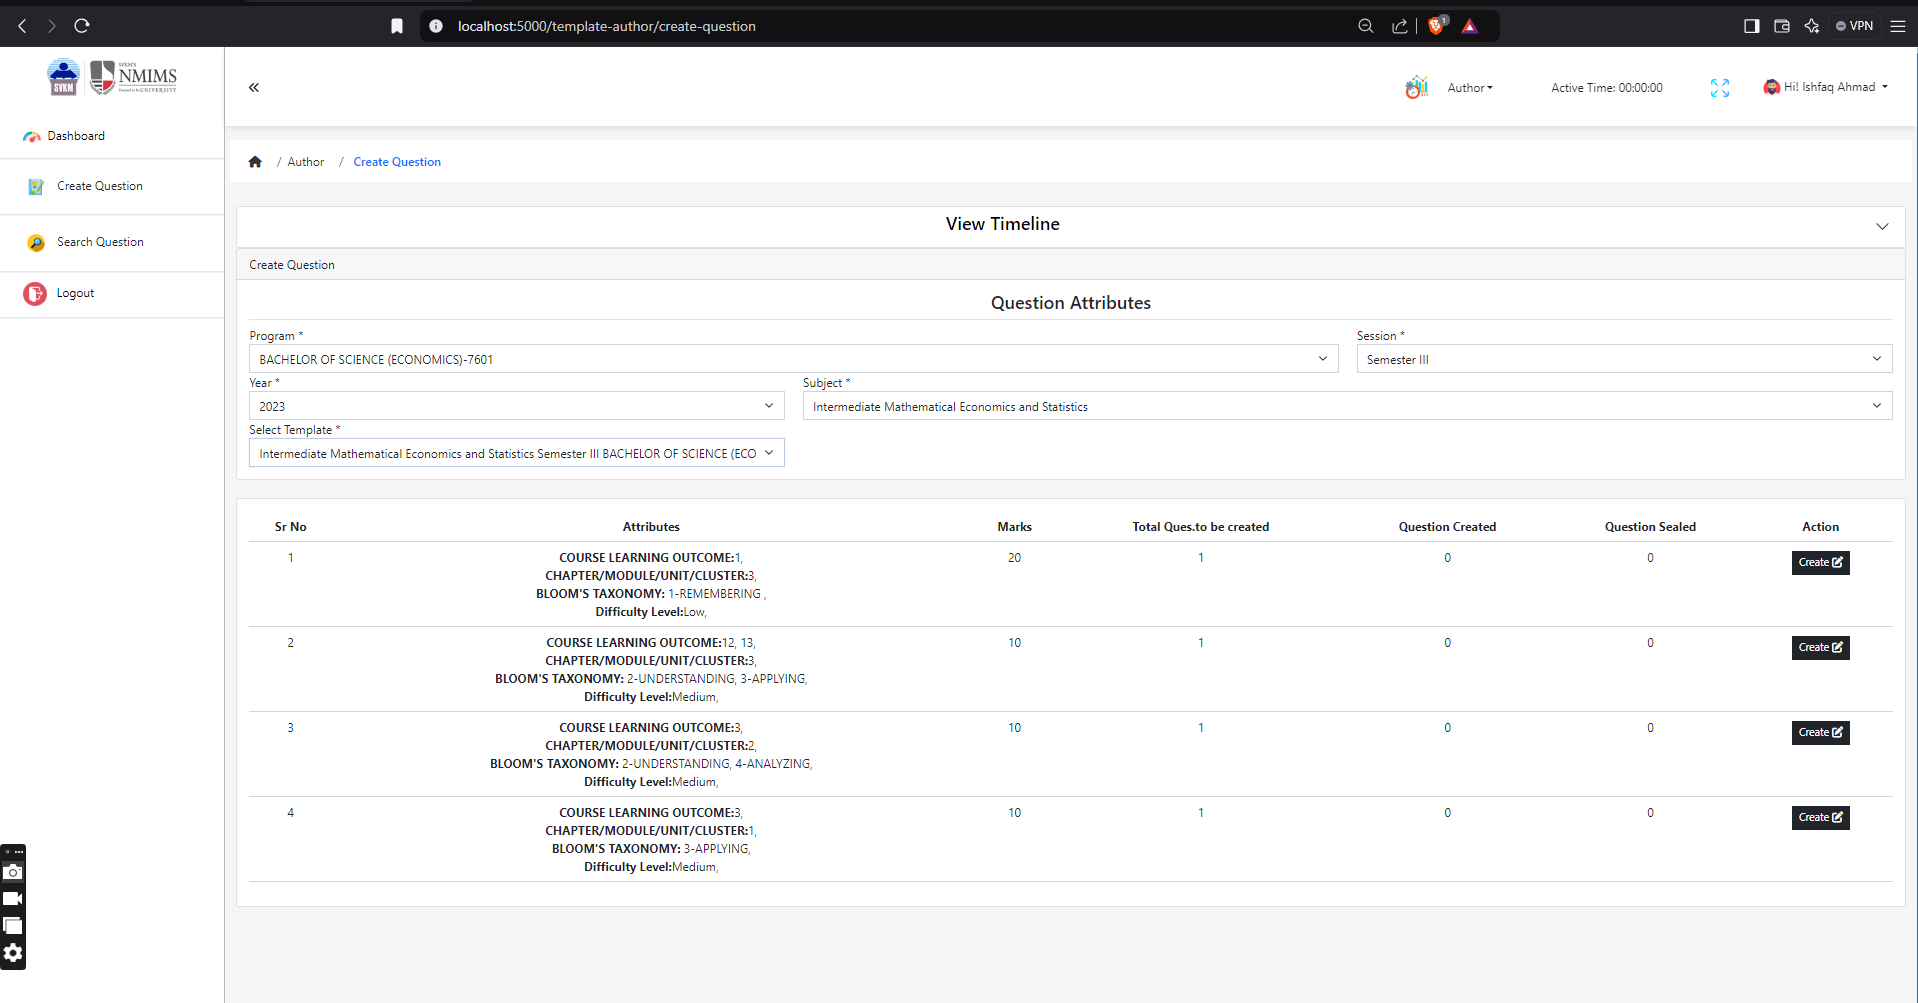 localhost:5000/template-author/create-question
1
VPN
SVKM
SVKM'S
NMIMS
UNIVERSITY
Author
Active Time: 00:00:00
Hi! Ishfaq Ahmad
Dashboard
Create Question
Search Question
Logout
/ Author / Create Question
View Timeline
Create Question
Question Attributes
Program * Session *
BACHELOR OF SCIENCE (ECONOMICS)-7601 Semester III
Year * Subject *
2023 Intermediate Mathematical Economics and Statistics
Select Template *
Intermediate Mathematical Economics and Statistics Semester III BACHELOR OF SCIENCE (ECO
Sr No Attributes Marks Total Ques.to be created Question Created Question Sealed Action
1 COURSE LEARNING OUTCOME:1, 20 1 0 0 Create
CHAPTER/MODULE/UNIT/CLUSTER:3,
BLOOM'S TAXONOMY: 1-REMEMBERING ,
Difficulty Level:Low,
2 COURSE LEARNING OUTCOME:12, 13, 10 1 0 0 Create
CHAPTER/MODULE/UNIT/CLUSTER:3,
BLOOM'S TAXONOMY: 2-UNDERSTANDING, 3-APPLYING,
Difficulty Level:Medium,
3 COURSE LEARNING OUTCOME:3, 10 1 0 0 Create
CHAPTER/MODULE/UNIT/CLUSTER:2,
BLOOM'S TAXONOMY: 2-UNDERSTANDING, 4-ANALYZING,
Difficulty Level:Medium,
4 COURSE LEARNING OUTCOME:3, 10 1 0 0 Create
CHAPTER/MODULE/UNIT/CLUSTER:1,
BLOOM'S TAXONOMY: 3-APPLYING,
Difficulty Level:Medium,